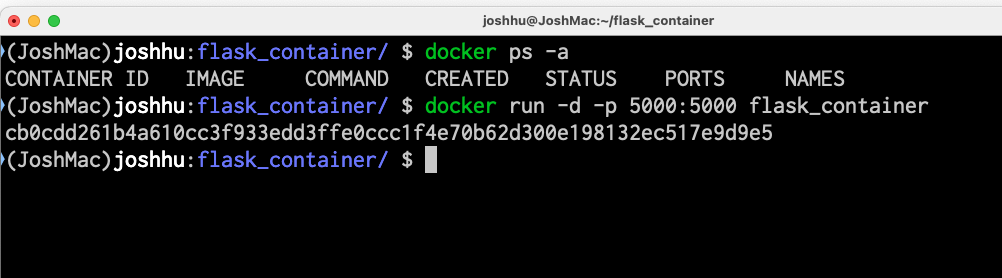 joshhu@JoshMac:~/flask_container
(JoshMac)joshhu:flask_container/ $ docker ps -a
CONTAINER ID   IMAGE     COMMAND   CREATED   STATUS    PORTS     NAMES
(JoshMac)joshhu:flask_container/ $ docker run -d -p 5000:5000 flask_container
cb0cdd261b4a610cc3f933edd3ffe0ccc1f4e70b62d300e198132ec517e9d9e5
(JoshMac)joshhu:flask_container/ $